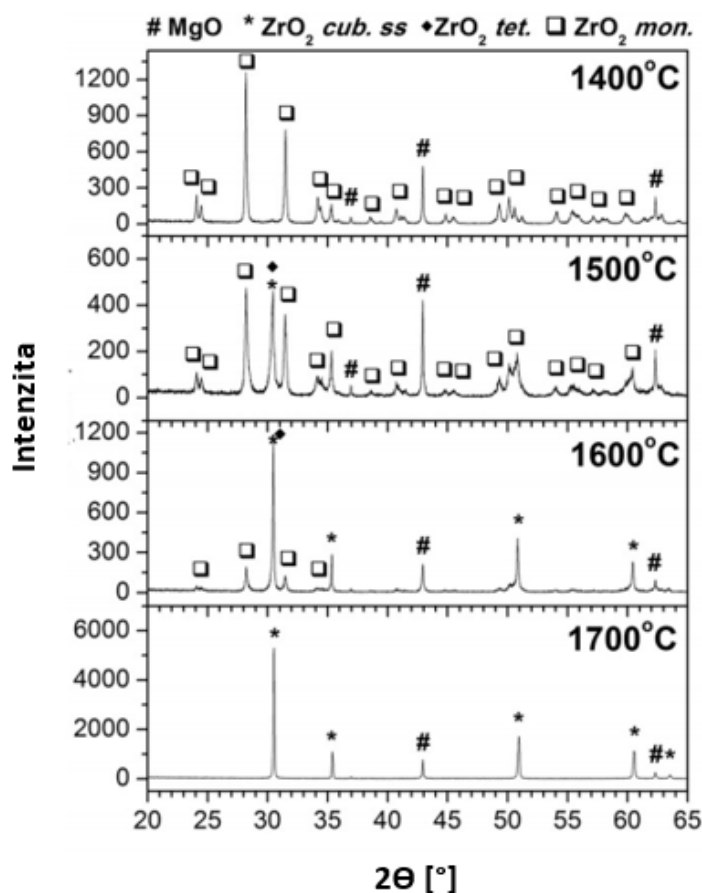 # MgO * ZrO₂ cub. ss ◆ZrO₂ tet. ❑ ZrO₂ mon.
1400°C
1200
900
600
300
0
1500°C
600
400
200
0
1600°C
1200
900
600
300
0
1700°C
6000
4000
2000
0
20 25 30 35 40 45 50 55 60 65
Intenzita
2Θ [°]